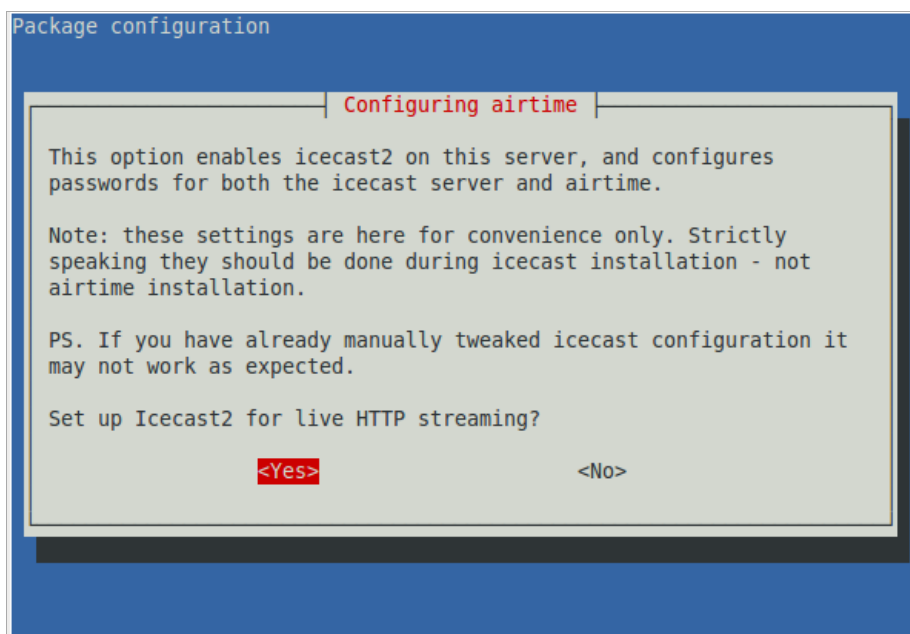 Package configuration
Configuring airtime
This option enables icecast2 on this server, and configures
passwords for both the icecast server and airtime.
Note: these settings are here for convenience only. Strictly
speaking they should be done during icecast installation - not
airtime installation.
PS. If you have already manually tweaked icecast configuration it
may not work as expected.
Set up Icecast2 for live HTTP streaming?
<Yes> <No>